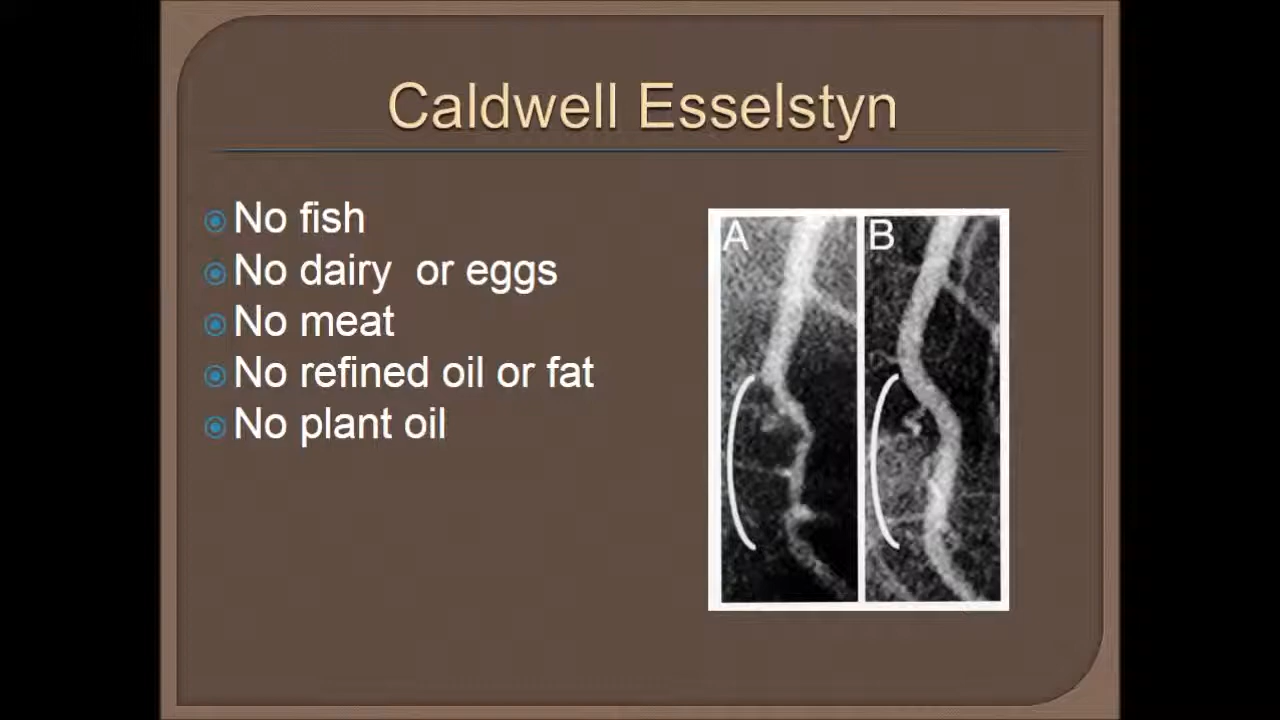 Caldwell Esselstyn
No fish
No dairy or eggs
No meat
No refined oil or fat
No plant oil
A
B